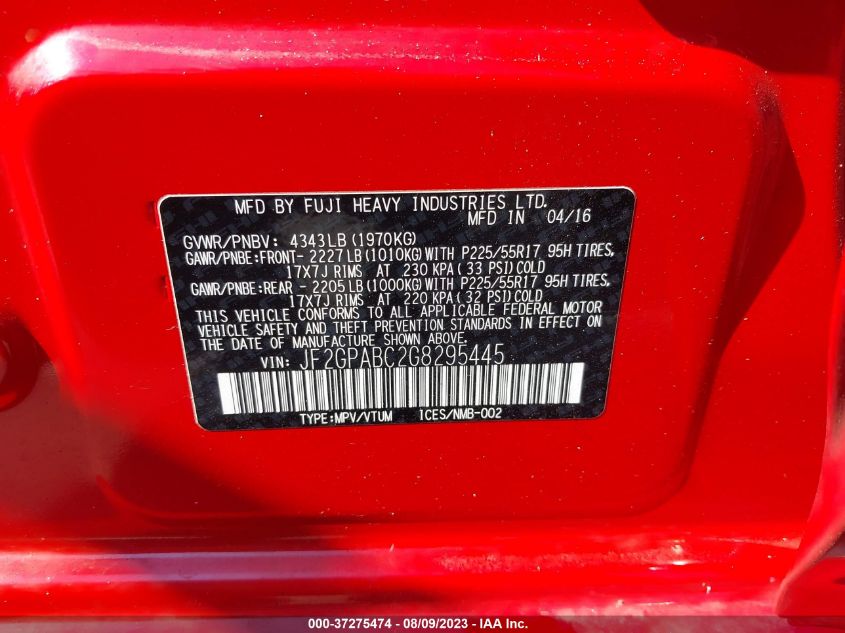 MFD BY FUJI HEAVY INDUSTRIES LTD.
MFD IN 04/16
GVWR/PNBV: 4343LB(1970KG)
GAWR/PNBE:FRONT- 2227LB(1010KG)WITH P225/55R17 95H TIRES,
17X7J RIMS AT 230 KPA( 33 PSI)COLD
GAWR/PNBE:REAR - 2205LB(1000KG)WITH P225/55R17 95H TIRES,
17X7J RIMS AT 220 KPA( 32 PSI)COLD
THIS VEHICLE CONFORMS TO ALL APPLICABLE FEDERAL MOTOR
VEHICLE SAFETY AND THEFT PREVENTION STANDARDS IN EFFECT ON
THE DATE OF MANUFACTURE SHOWN ABOVE.
VIN: JF2GPABC2G8295445
TYPE:MPV/VTUM ICES/NMB-002
000-37275474 - 08/09/2023 - IAA Inc.